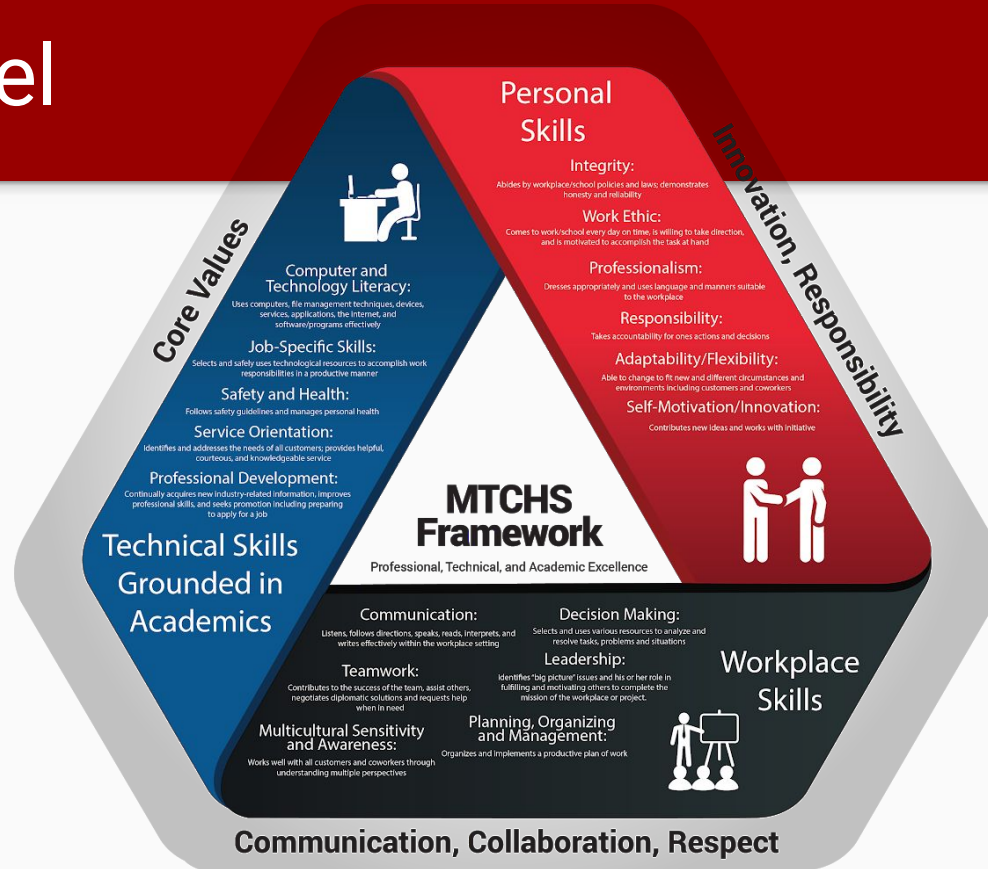 el
Core Values
Innovation, Responsibility
Personal
Skills
Integrity:
Abides by workplace/school policies and laws; demonstrates
honesty and reliability
Work Ethic:
Comes to work/school every day on time, is willing to take direction,
and is motivated to accomplish the task at hand
Professionalism:
Dresses appropriately and uses language and manners suitable
to the workplace
Responsibility:
Takes accountability for ones actions and decisions
Adaptability/Flexibility:
Able to change to fit new and different circumstances and
environments including customers and coworkers
Self-Motivation/Innovation:
Contributes new ideas and works with initiative
Computer and
Technology Literacy:
Uses computers, file management techniques, devices,
services, applications, the internet, and
software/programs effectively
Job-Specific Skills:
Selects and safely uses technological resources to accomplish work
responsibilities in a productive manner
Safety and Health:
Follows safety guidelines and manages personal health
Service Orientation:
Identifies and addresses the needs of all customers; provides helpful,
courteous, and knowledgeable service
Professional Development:
Continually acquires new industry-related information, improves
professional skills, and seeks promotion including preparing
to apply for a job
Technical Skills
Grounded in
Academics
MTCHS
Framework
Professional, Technical, and Academic Excellence
Communication:
Listens, follows directions, speaks, reads, interprets, and
writes effectively within the workplace setting
Teamwork:
Contributes to the success of the team, assist others,
negotiates diplomatic solutions and requests help
when in need
Multicultural Sensitivity
and Awareness:
Works well with all customers and coworkers through
understanding multiple perspectives
Decision Making:
Selects and uses various resources to analyze and
resolve tasks, problems and situations
Leadership:
Identifies "big picture" issues and his or her role in
fulfilling and motivating others to complete the
mission of the workplace or project.
Planning, Organizing
and Management:
Organizes and implements a productive plan of work
Workplace
Skills
Communication, Collaboration, Respect